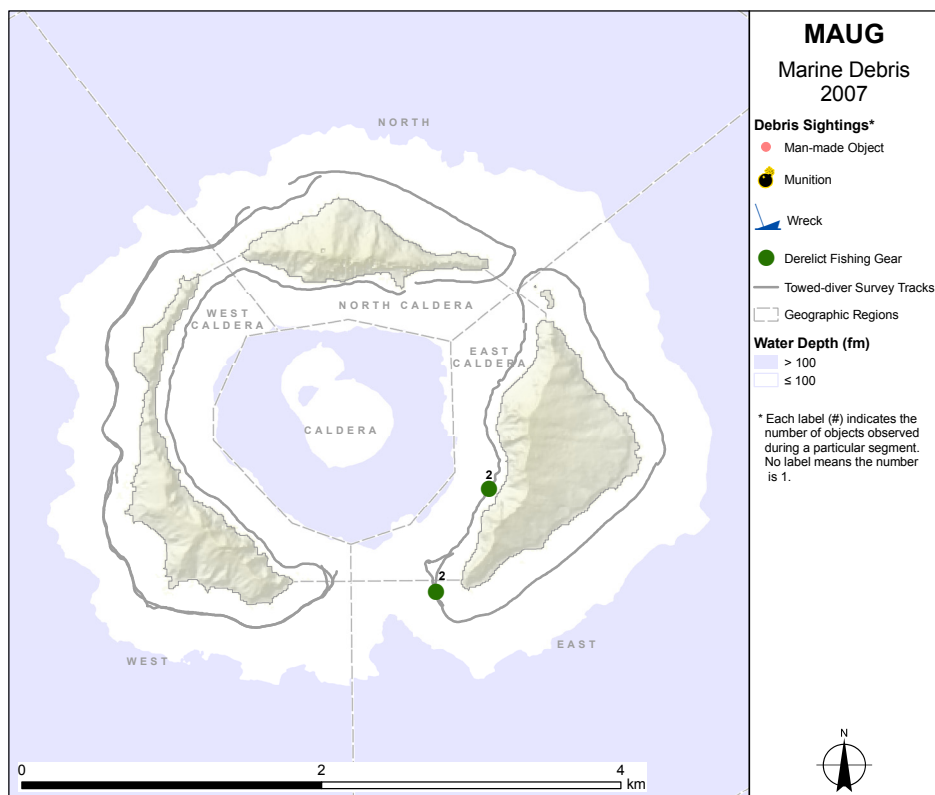 MAUG
Marine Debris
2007
Debris Sightings*
Man-made Object
Munition
Wreck
Derelict Fishing Gear
Towed-diver Survey Tracks
Geographic Regions
Water Depth (fm)
> 100
≤ 100
* Each label (#) indicates the
number of objects observed
during a particular segment.
No label means the number
is 1.
N
NORTH
NORTH CALDERA
WEST
CALDERA
EAST
CALDERA
CALDERA
2
2
WEST
EAST
0
2
4
km